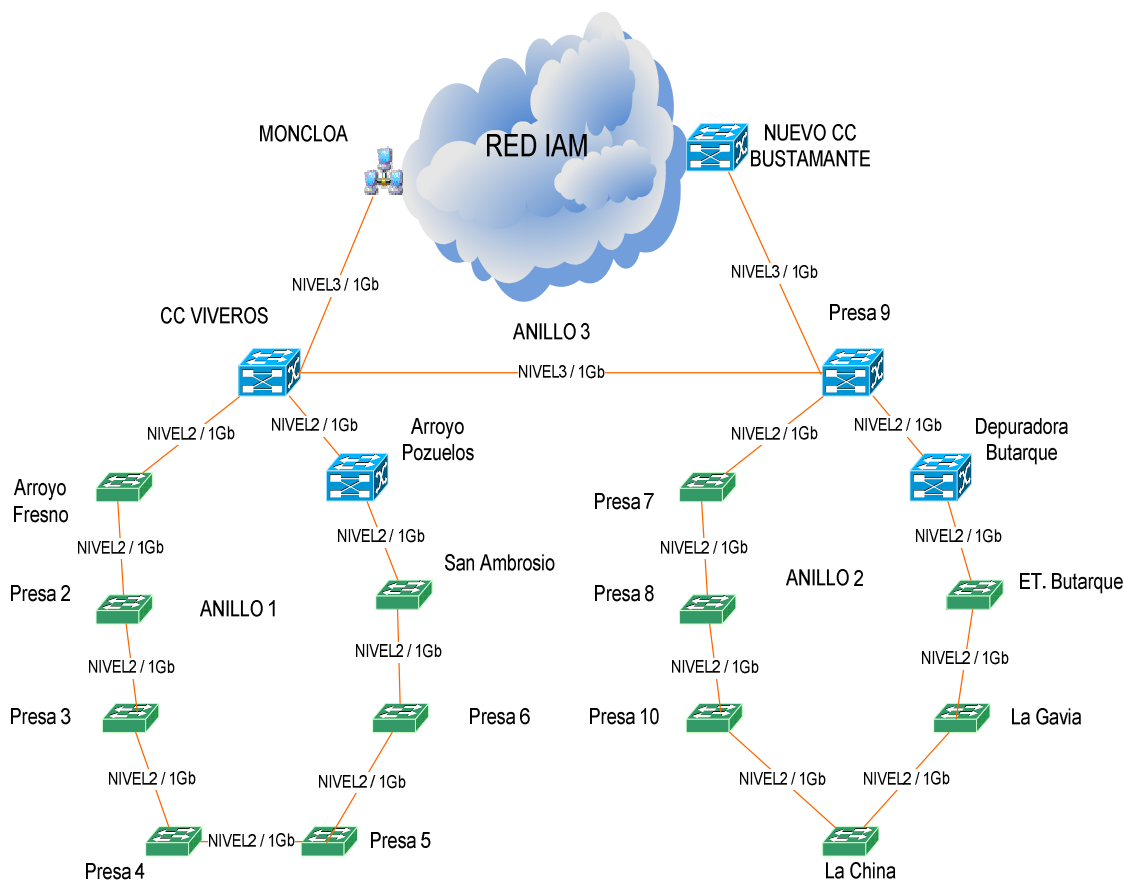 MONCLOA
RED IAM
NUEVO CC
BUSTAMANTE
NIVEL3 / 1Gb
NIVEL3 / 1Gb
CC VIVEROS
ANILLO 3
Presa 9
NIVEL3 / 1Gb
NIVEL2 / 1Gb
NIVEL2 / 1Gb
Arroyo
Pozuelos
NIVEL2 / 1Gb
NIVEL2 / 1Gb
Depuradora
Butarque
Arroyo
Fresno
Presa 7
NIVEL2 / 1Gb
NIVEL2 / 1Gb
NIVEL2 / 1Gb
NIVEL2 / 1Gb
San Ambrosio
ANILLO 2
ET. Butarque
Presa 2
ANILLO 1
Presa 8
NIVEL2 / 1Gb
NIVEL2 / 1Gb
NIVEL2 / 1Gb
NIVEL2 / 1Gb
Presa 3
Presa 6
Presa 10
La Gavia
NIVEL2 / 1Gb
NIVEL2 / 1Gb
NIVEL2 / 1Gb
NIVEL2 / 1Gb
NIVEL2 / 1Gb
Presa 4
Presa 5
La China